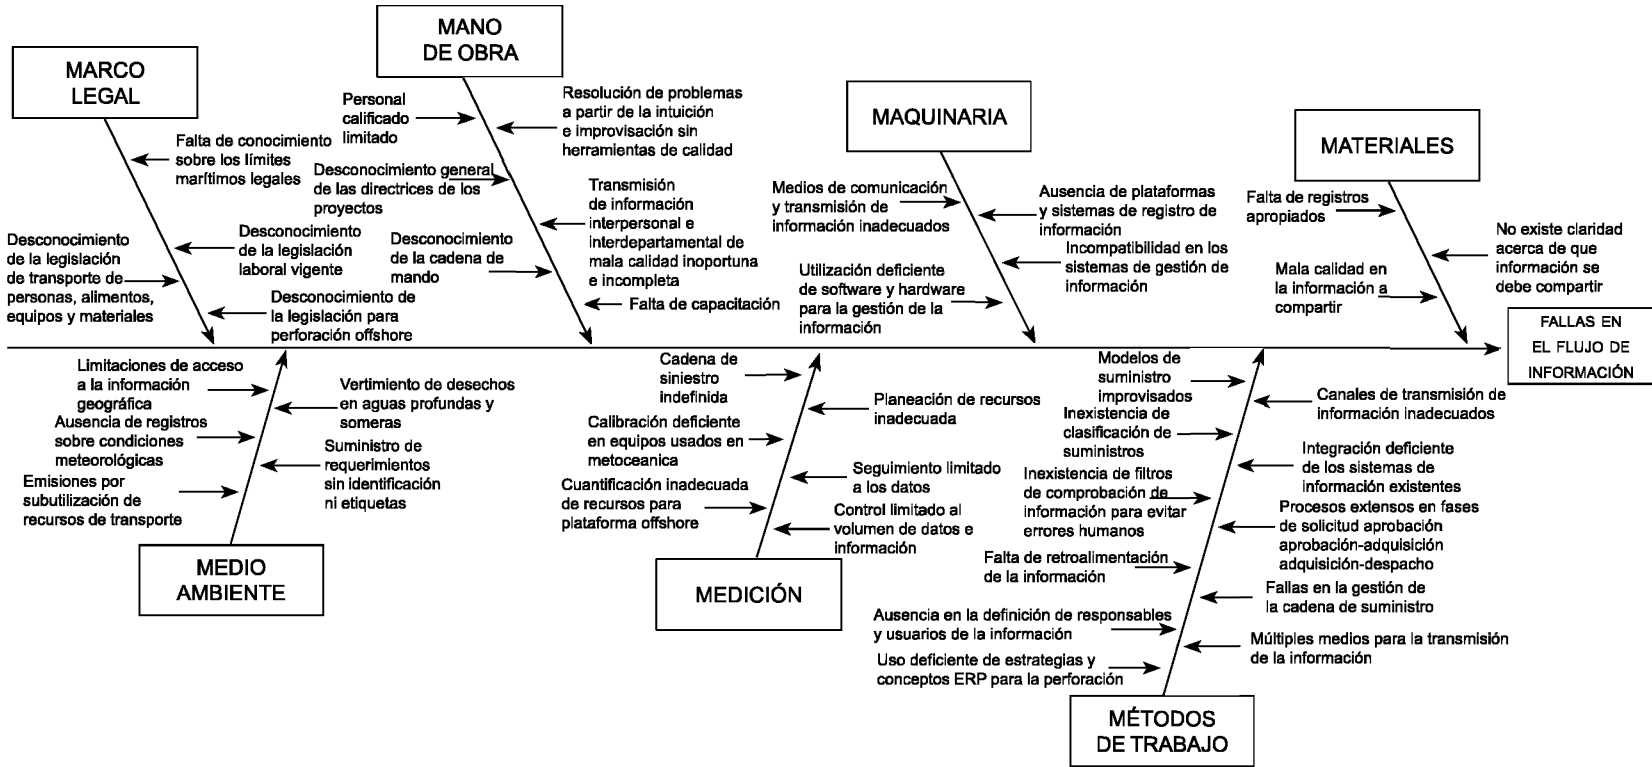 MARCO
LEGAL
Falta de conocimiento
sobre los límites
marítimos legales
Desconocimiento
de la legislación
laboral vigente
Desconocimiento
de la legislación
de transporte de
personas, alimentos,
equipos y materiales
Desconocimiento de
la legislación para
perforación offshore
MANO
DE OBRA
Personal
calificado
limitado
Resolución de problemas
a partir de la intuición
e improvisación sin
herramientas de calidad
Desconocimiento general
de las directrices de los
proyectos
Transmisión
de información
interpersonal e
interdepartamental de
mala calidad inoportuna
e incompleta
Desconocimiento
de la cadena de
mando
Falta de capacitación
MAQUINARIA
Medios de comunicación
y transmisión de
información inadecuados
Ausencia de plataformas
y sistemas de registro de
información
Incompatibilidad en los
sistemas de gestión de
información
Utilización deficiente
de software y hardware
para la gestión de la
información
MATERIALES
Falta de registros
apropiados
No existe claridad
acerca de que
información se
debe compartir
Mala calidad en
la información a
compartir
FALLAS EN
EL FLUJO DE
INFORMACIÓN
Limitaciones de acceso
a la información
geográfica
Vertimiento de desechos
en aguas profundas y
someras
Ausencia de registros
sobre condiciones
meteorológicas
Suministro de
requerimientos
sin identificación
ni etiquetas
Emisiones por
subutilización de
recursos de transporte
MEDIO
AMBIENTE
Cadena de
siniestro
indefinida
Planeación de recursos
inadecuada
Calibración deficiente
en equipos usados en
metoceanica
Seguimiento limitado
a los datos
Cuantificación inadecuada
de recursos para
plataforma offshore
Control limitado al
volumen de datos e
información
MEDICIÓN
Modelos de
suministro
improvisados
Canales de transmisión de
información inadecuados
Inexistencia de
clasificación de
suministros
Integración deficiente
de los sistemas de
información existentes
Inexistencia de filtros
de comprobación de
información para evitar
errores humanos
Procesos extensos en fases
de solicitud aprobación
aprobación-adquisición
adquisición-despacho
Falta de retroalimentación
de la información
Fallas en la gestión de
la cadena de suministro
Ausencia en la definición de responsables
y usuarios de la información
Múltiples medios para la transmisión
de la información
Uso deficiente de estrategias y
conceptos ERP para la perforación
MÉTODOS
DE TRABAJO